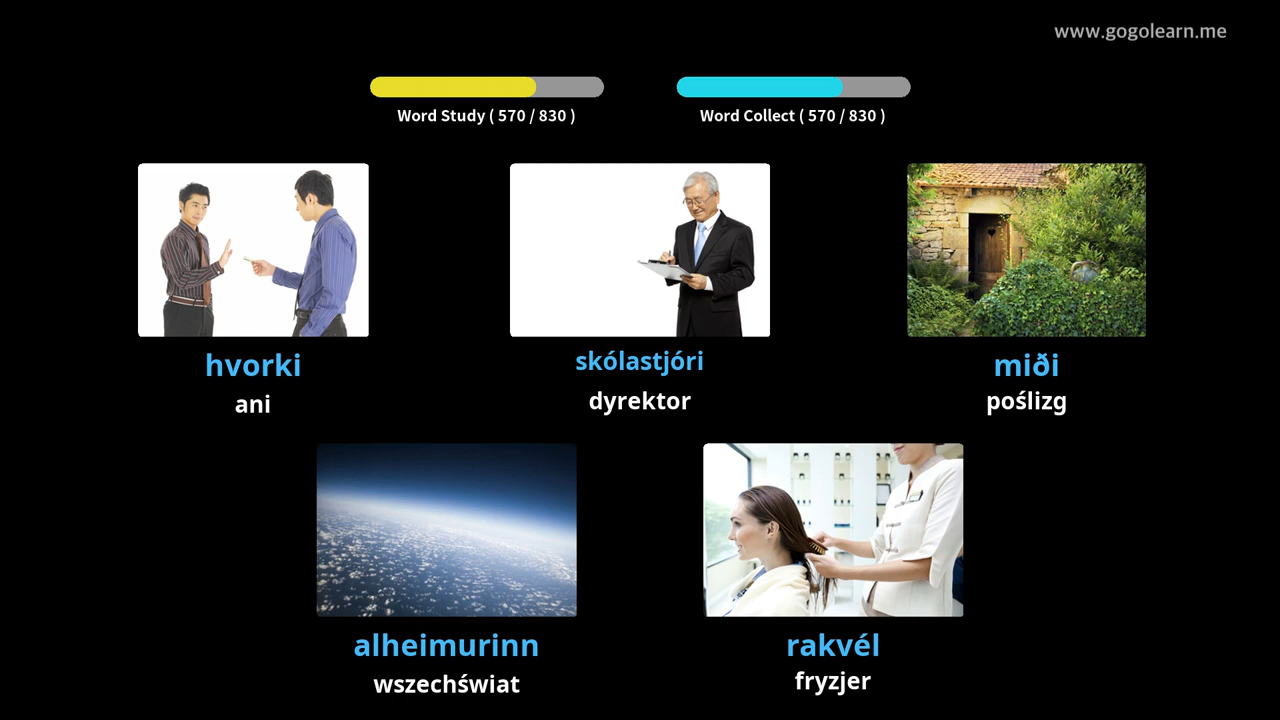 www.gogolearn.me
Word Study ( 570 / 830 )
Word Collect ( 570 / 830 )
hvorki
ani
skólastjóri
dyrektor
miði
poślizg
alheimurinn
wszechświat
rakvél
fryzjer